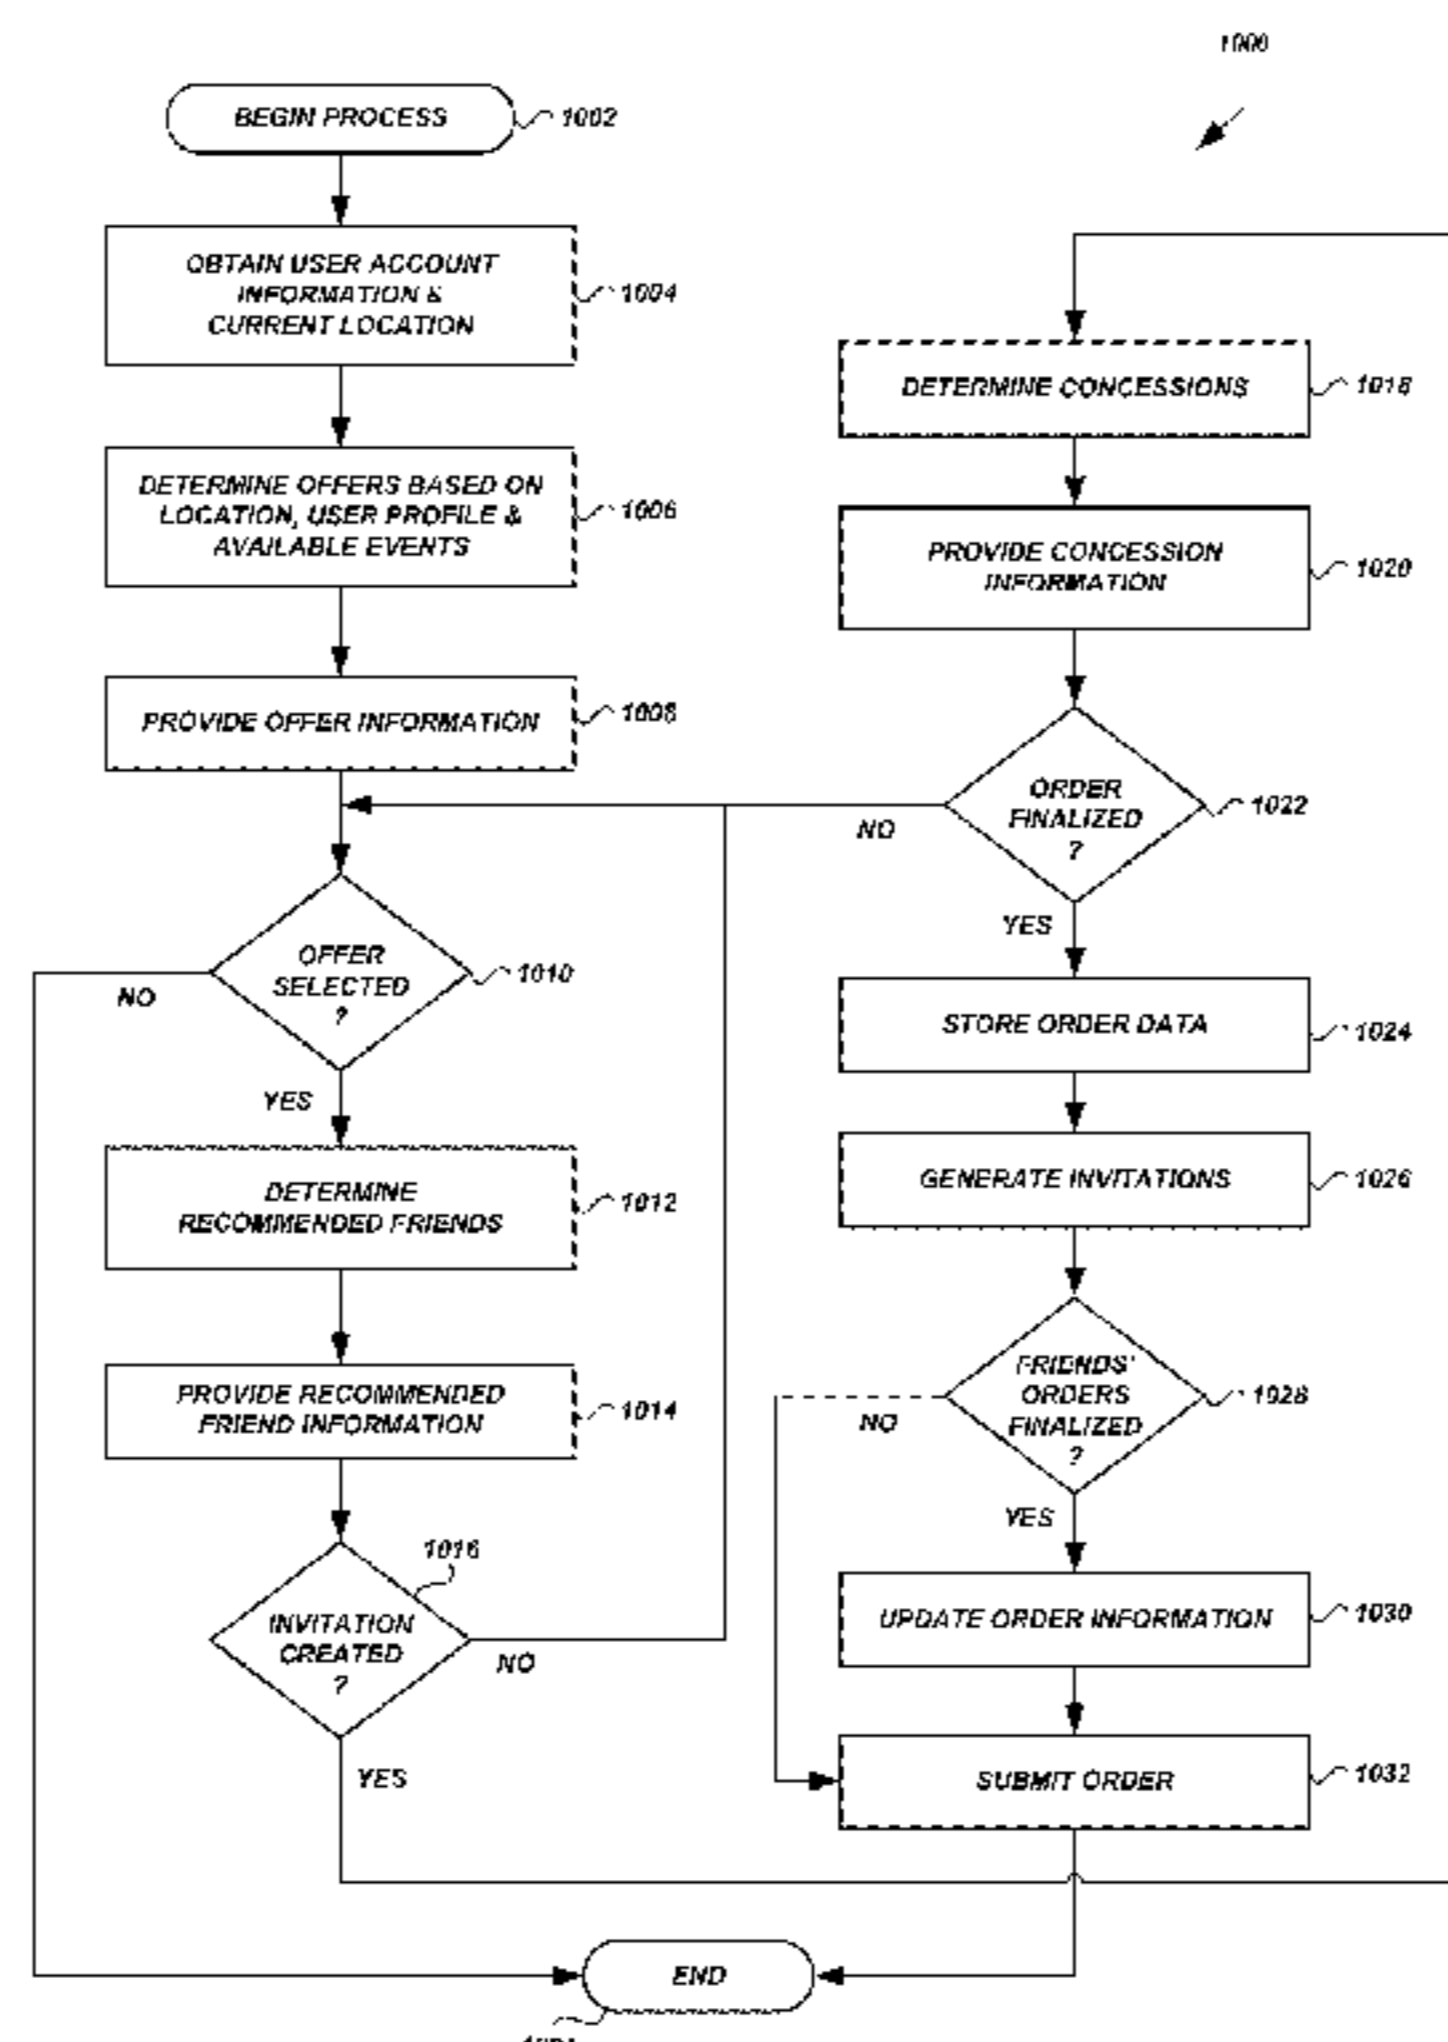 1000
BEGIN PROCESS
1002
OBTAIN USER ACCOUNT
INFORMATION &
CURRENT LOCATION
1004
DETERMINE OFFERS BASED ON
LOCATION, USER PROFILE &
AVAILABLE EVENTS
1006
PROVIDE OFFER INFORMATION
1008
OFFER
SELECTED
?
1010
NO
YES
DETERMINE
RECOMMENDED FRIENDS
1012
PROVIDE RECOMMENDED
FRIEND INFORMATION
1014
1016
INVITATION
CREATED
?
NO
YES
DETERMINE CONCESSIONS
1018
PROVIDE CONCESSION
INFORMATION
1020
ORDER
FINALIZED
?
1022
NO
YES
STORE ORDER DATA
1024
GENERATE INVITATIONS
1026
FRIENDS'
ORDERS
FINALIZED
?
1028
NO
YES
UPDATE ORDER INFORMATION
1030
SUBMIT ORDER
1032
END